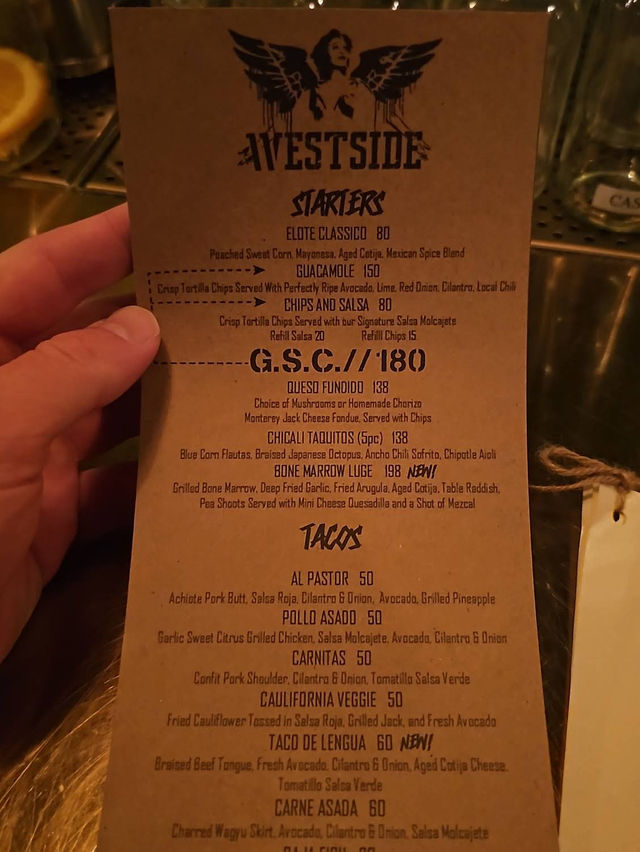 WESTSIDE
STARTERS
ELOTE CLASSICO 80
Poached Sweet Corn, Mayonesa, Aged Cotija, Mexican Spice Blend
GUACAMOLE 150
Crisp Tortilla Chips Served With Perfectly Ripe Avocado, Lime, Red Onion, Cilantro, Local Chili
CHIPS AND SALSA 80
Crisp Tortilla Chips Served with our Signature Salsa Molcajete
Refill Salsa 20 Refilll Chips 15
G.S.C.// 180
QUESO FUNDIDO 138
Choice of Mushrooms or Homemade Chorizo
Monterey Jack Cheese Fondue, Served with Chips
CHICALI TAQUITOS (5pc) 138
Blue Corn Flautas, Braised Japanese Octopus, Ancho Chili Sofrito, Chipotle Aioli
BONE MARROW LUGE 198 NEW!
Grilled Bone Marrow, Deep Fried Garlic, Fried Arugula, Aged Cotija, Table Raddish,
Pea Shoots Served with Mini Cheese Quesadilla and a Shot of Mezcal
TACOS
AL PASTOR 50
Achiote Pork Butt, Salsa Roja, Cilantro & Onion, Avocado, Grilled Pineapple
POLLO ASADO 50
Garlic Sweet Citrus Grilled Chicken, Salsa Molcajete, Avocado, Cilantro & Onion
CARNITAS 50
Confit Pork Shoulder, Cilantro & Onion, Tomatillo Salsa Verde
CAULIFORNIA VEGGIE 50
Fried Cauliflower Tossed in Salsa Roja, Grilled Jack, and Fresh Avocado
TACO DE LENGUA 60 NEW!
Braised Beef Tongue, Fresh Avocado, Cilantro & Onion, Aged Cotija Cheese,
Tomatillo Salsa Verde
CARNE ASADA 60
Charred Wagyu Skirt, Avocado, Cilantro & Onion, Salsa Molcajete